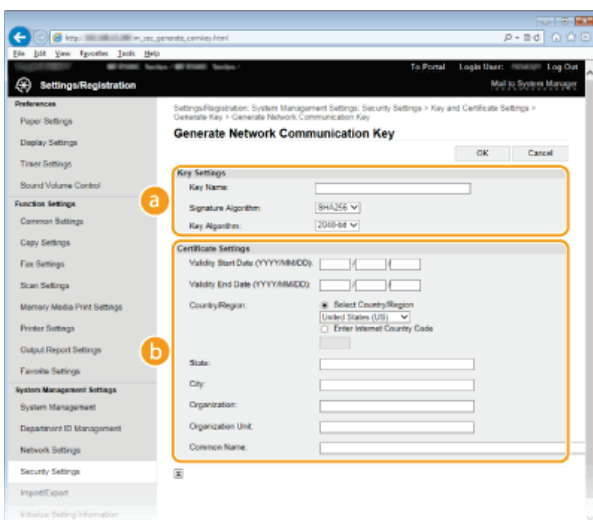 http://
m_sec_generate_comkey.html
File Edit View Favorites Tools Help
To Portal Login User: Log Out
Settings/Registration
Mail to System Manager
Preferences
Paper Settings
Display Settings
Timer Settings
Sound Volume Control
Function Settings
Common Settings
Copy Settings
Fax Settings
Scan Settings
Memory Media Print Settings
Printer Settings
Output Report Settings
Favorite Settings
System Management Settings
System Management
Department ID Management
Network Settings
Security Settings
Import/Export
Initialize Setting Information
Settings/Registration: System Management Settings: Security Settings > Key and Certificate Settings >
Generate Key > Generate Network Communication Key
Generate Network Communication Key
OK Cancel
a
Key Settings
Key Name:
Signature Algorithm: SHA256
Key Algorithm: 2048-bit
b
Certificate Settings
Validity Start Date (YYYY/MM/DD): / /
Validity End Date (YYYY/MM/DD): / /
Country/Region: Select Country/Region
United States (US)
Enter Internet Country Code
State:
City:
Organization:
Organization Unit:
Common Name: